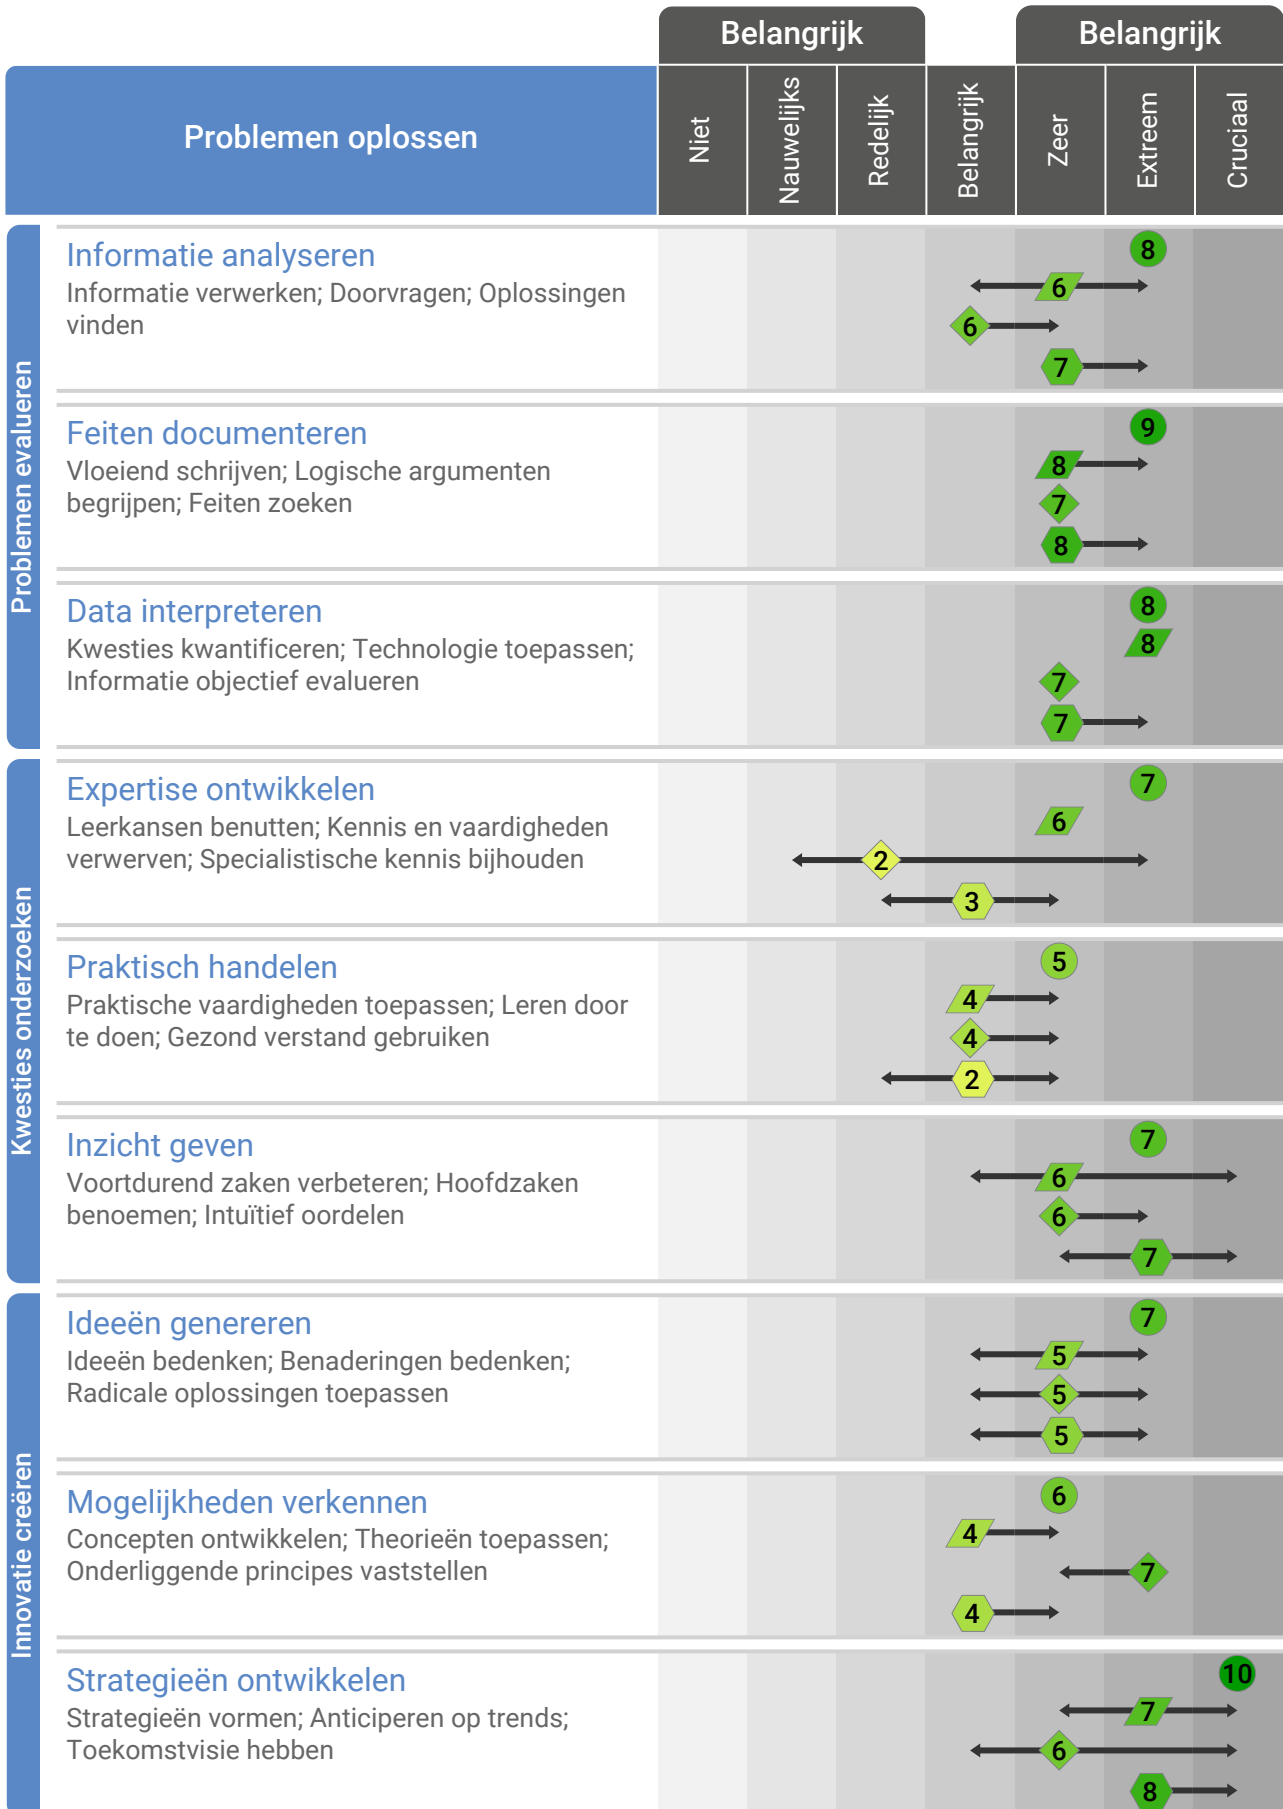 Belangrijk
Belangrijk
Problemen oplossen
Niet
Nauwelijks
Redelijk
Belangrijk
Zeer
Extreem
Cruciaal
Problemen evalueren
Informatie analyseren
Informatie verwerken; Doorvragen; Oplossingen
vinden
8
6
6
7
Feiten documenteren
Vloeiend schrijven; Logische argumenten
begrijpen; Feiten zoeken
9
8
7
8
Data interpreteren
Kwesties kwantificeren; Technologie toepassen;
Informatie objectief evalueren
8
8
7
7
Kwesties onderzoeken
Expertise ontwikkelen
Leerkansen benutten; Kennis en vaardigheden
verwerven; Specialistische kennis bijhouden
7
6
2
3
Praktisch handelen
Praktische vaardigheden toepassen; Leren door
te doen; Gezond verstand gebruiken
5
4
4
2
Inzicht geven
Voortdurend zaken verbeteren; Hoofdzaken
benoemen; Intuïtief oordelen
7
6
6
7
Innovatie creëren
Ideeën genereren
Ideeën bedenken; Benaderingen bedenken;
Radicale oplossingen toepassen
7
5
5
5
Mogelijkheden verkennen
Concepten ontwikkelen; Theorieën toepassen;
Onderliggende principes vaststellen
6
4
7
4
Strategieën ontwikkelen
Strategieën vormen; Anticiperen op trends;
Toekomstvisie hebben
10
7
6
8